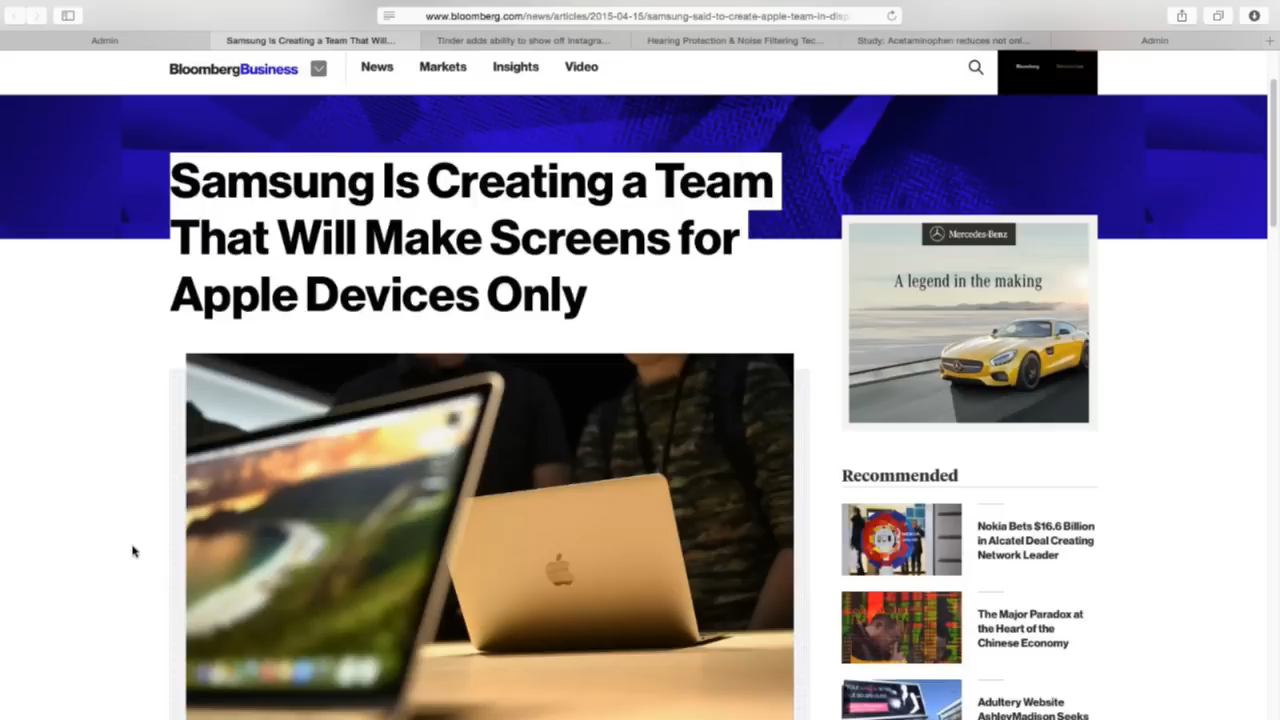 www.bloomberg.com/news/articles/2015-04-15/samsung-said-to-create-apple-team-in-disp
Admin
Samsung Is Creating a Team That Will...
Tinder adds ability to show off Instagra...
Hearing Protection & Noise Filtering Tec...
Study: Acetaminophen reduces not onl...
Admin
BloombergBusiness
News
Markets
Insights
Video
Bloomberg
Samsung Is Creating a Team
That Will Make Screens for
Apple Devices Only
Mercedes-Benz
A legend in the making
Recommended
Nokia Bets $16.6 Billion
in Alcatel Deal Creating
Network Leader
The Major Paradox at
the Heart of the
Chinese Economy
Adultery Website
AshleyMadison Seeks